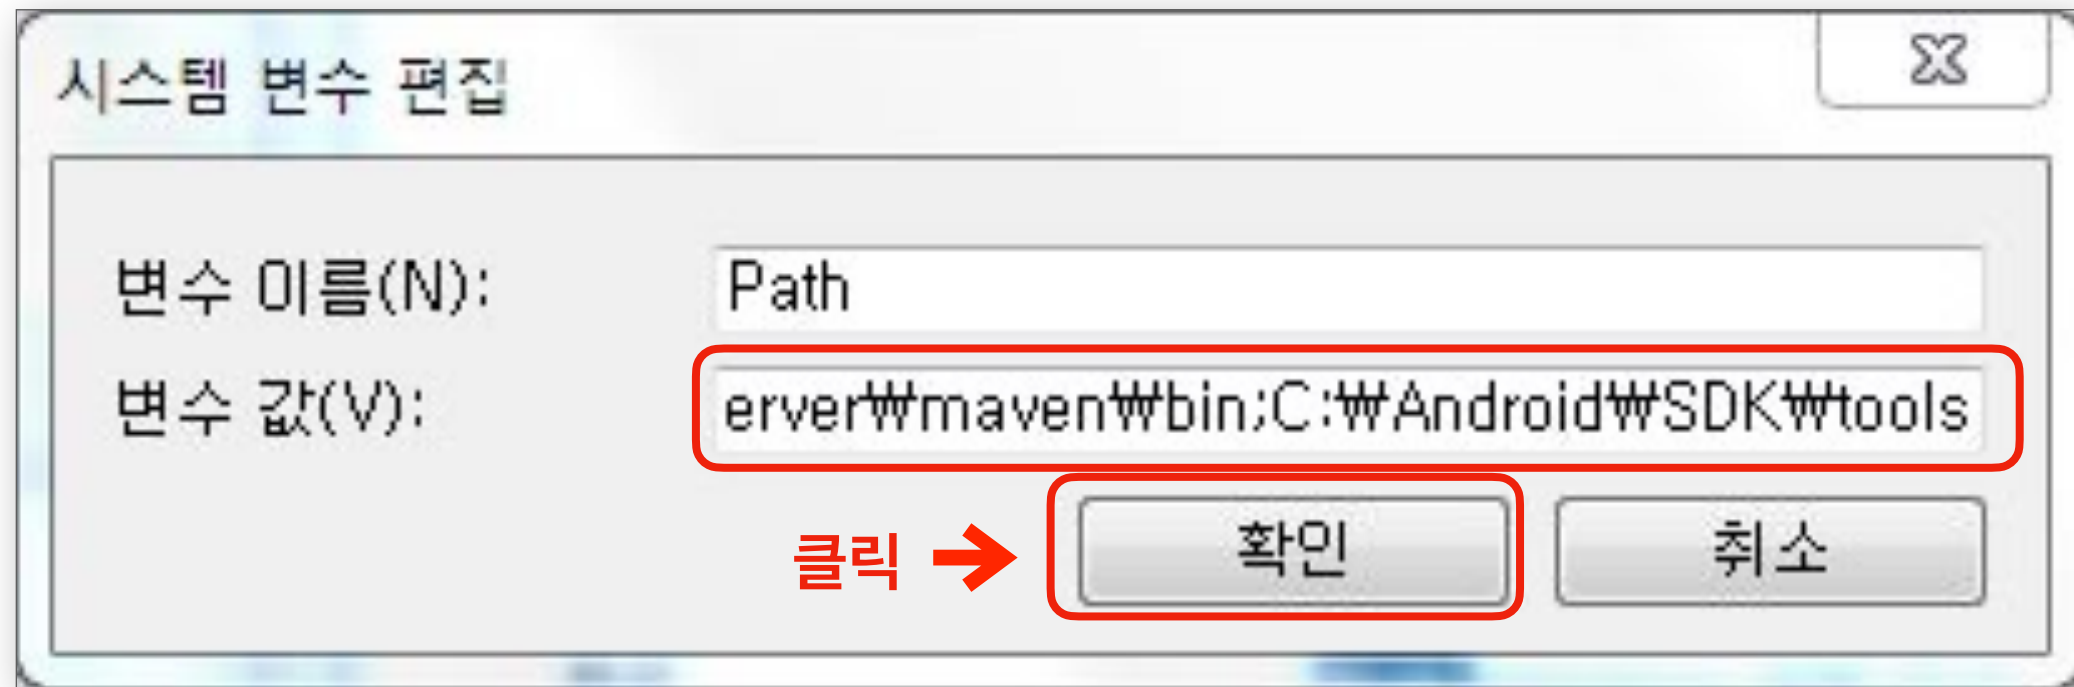 시스템 변수 편집
변수 이름(N): Path
변수 값(V): erver₩maven₩bin;C:₩Android₩SDK₩tools
클릭 → 확인 취소